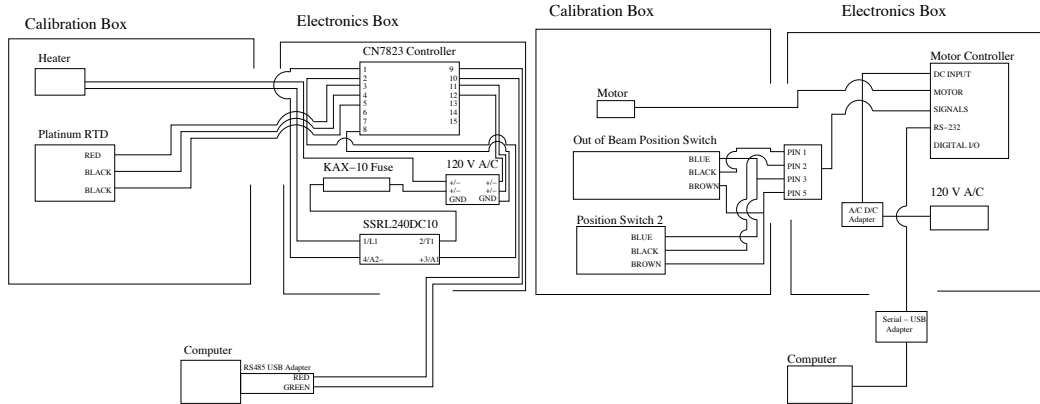 Calibration Box
Electronics Box
CN7823 Controller
1
2
3
4
5
6
7
8
9
10
11
12
13
14
15
Heater
Platinum RTD
RED
BLACK
BLACK
KAX−10 Fuse
120 V A/C
+/−
+/−
GND
+/−
+/−
GND
SSRL240DC10
1/L1
2/T1
4/A2−
+3/A1
Computer
RS485 USB Adapter
RED
GREEN
Calibration Box
Electronics Box
Motor Controller
DC INPUT
MOTOR
SIGNALS
RS−232
DIGITAL I/O
Motor
Out of Beam Position Switch
BLUE
BLACK
BROWN
PIN 1
PIN 2
PIN 3
PIN 5
Position Switch 2
BLUE
BLACK
BROWN
A/C D/C
Adapter
120 V A/C
Serial − USB
Adapter
Computer